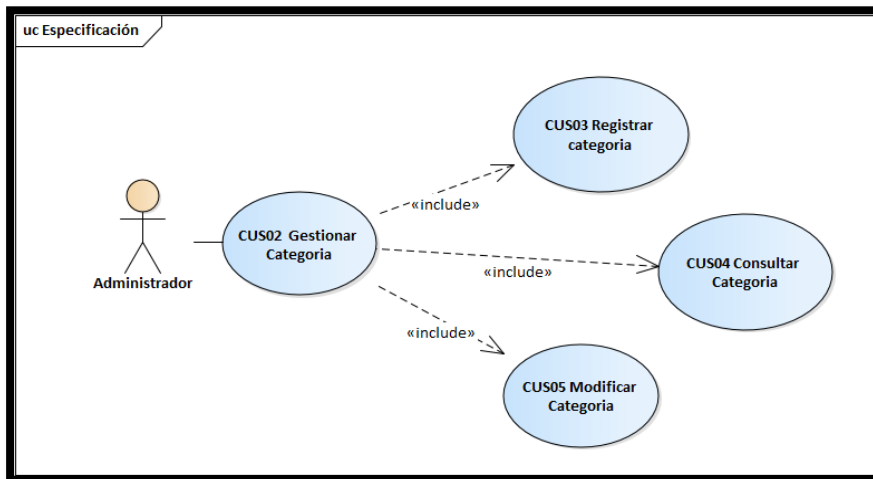 uc Especificación
CUS03 Registrar
categoria
«include»
CUS02 Gestionar
Categoria
Administrador
«include»
CUS04 Consultar
Categoria
«include»
CUS05 Modificar
Categoria